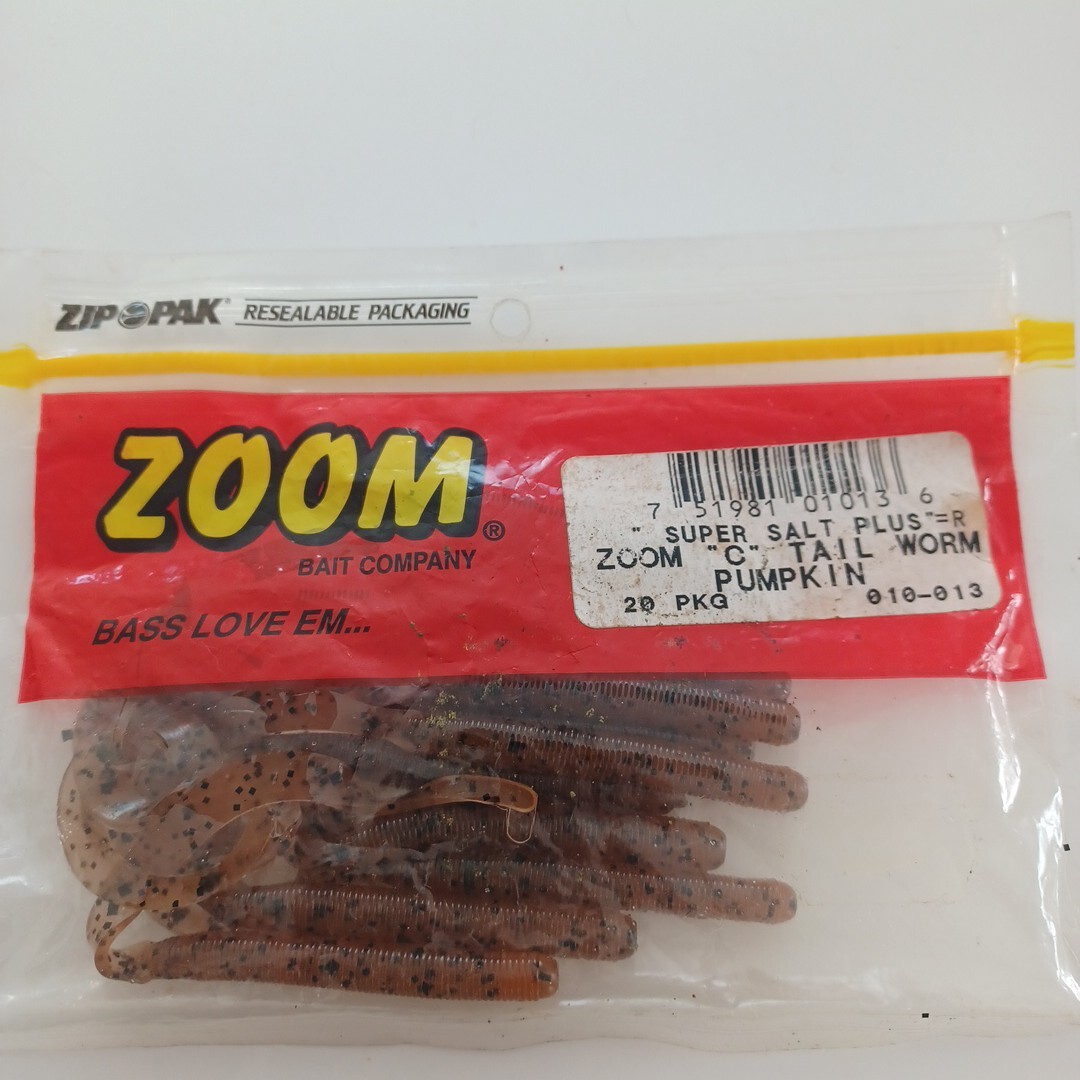 ZIP PAK® RESEALABLE PACKAGING
ZOOM®
BAIT COMPANY
BASS LOVE EM...
7 51981 01013 6
" SUPER SALT PLUS"=R
ZOOM "C" TAIL WORM
PUMPKIN
20 PKG 010-013